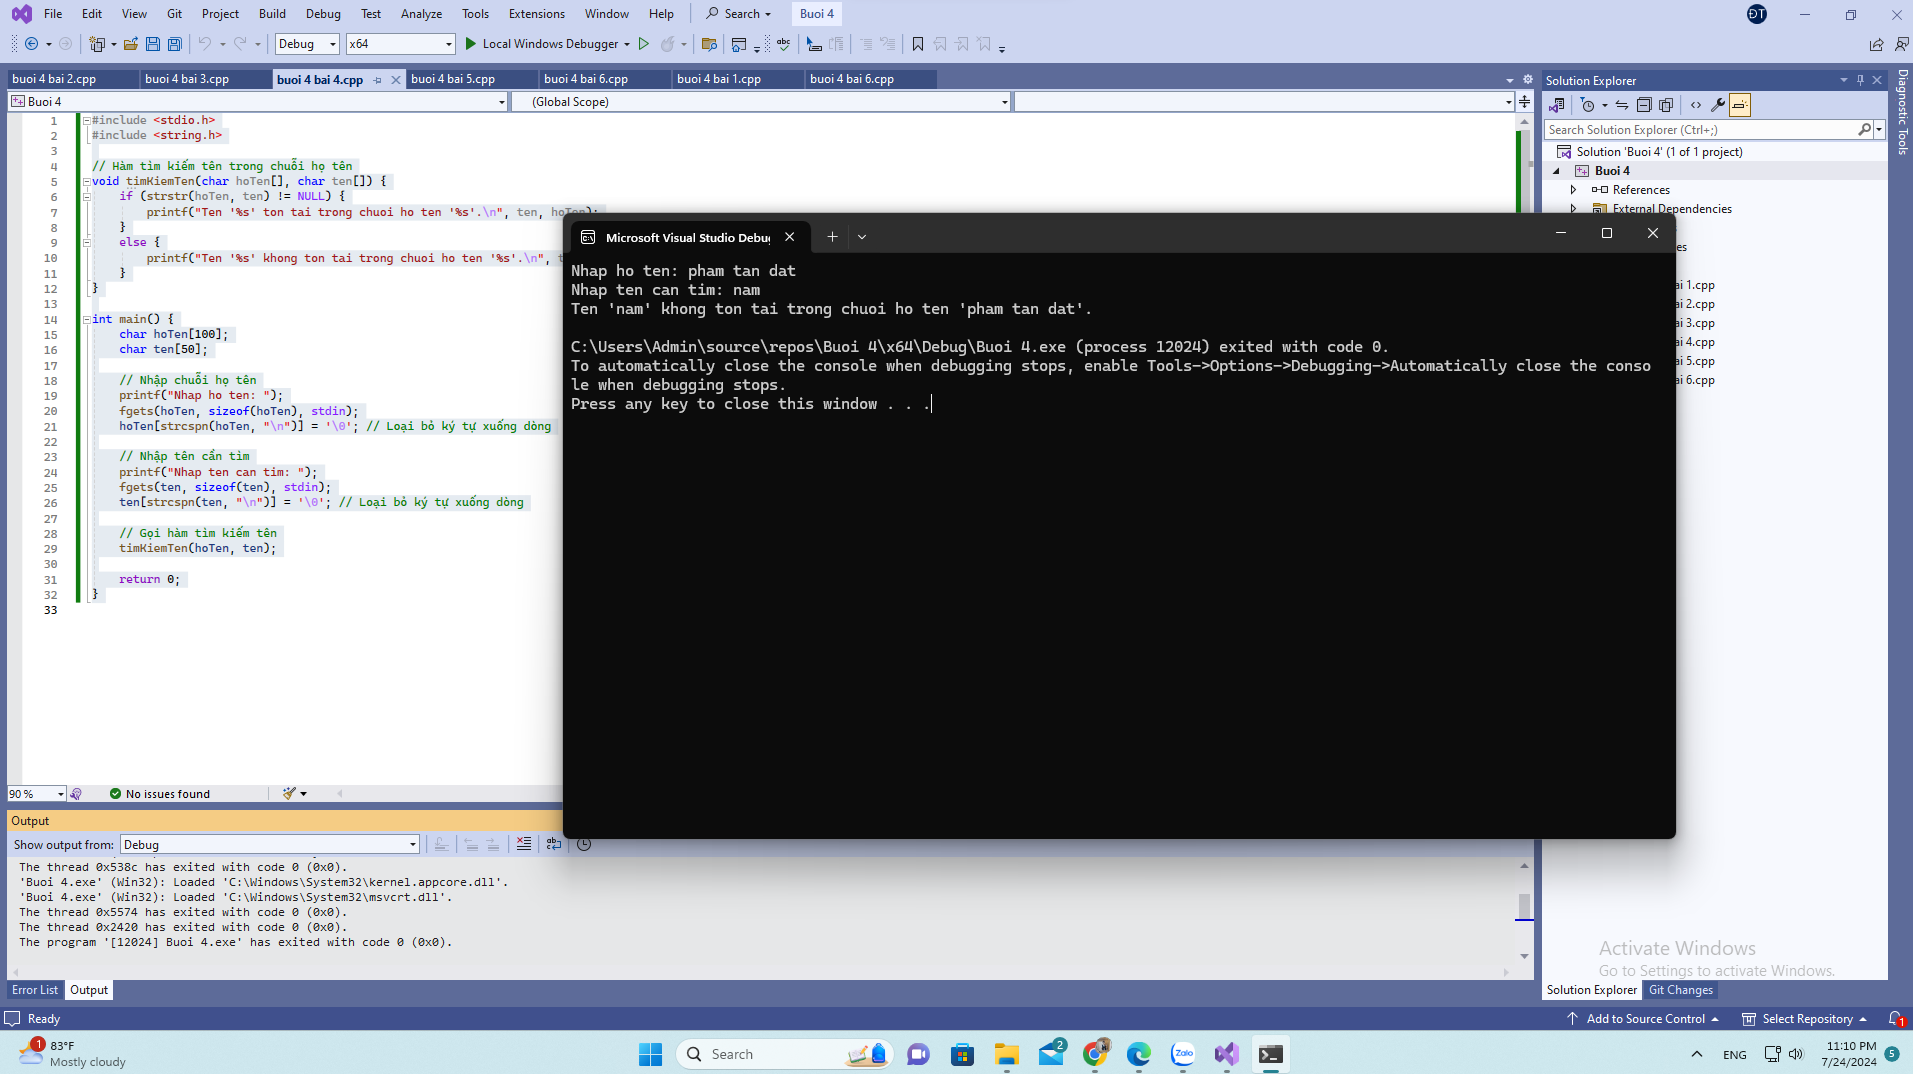 File Edit View Git Project Build Debug Test Analyze Tools Extensions Window Help Search Buoi 4 ĐT
Debug x64 Local Windows Debugger
buoi 4 bai 2.cpp buoi 4 bai 3.cpp buoi 4 bai 4.cpp buoi 4 bai 5.cpp buoi 4 bai 6.cpp buoi 4 bai 1.cpp buoi 4 bai 6.cpp
Buoi 4 (Global Scope)
1 #include <stdio.h>
2 #include <string.h>
3
4 // Hàm tìm kiếm tên trong chuỗi họ tên
5 void timKiemTen(char hoTen[], char ten[]) {
6 if (strstr(hoTen, ten) != NULL) {
7 printf("Ten '%s' ton tai trong chuoi ho ten '%s'.\n", ten, hoTen);
8 }
9 else {
10 printf("Ten '%s' khong ton tai trong chuoi ho ten '%s'.\n", t
11 }
12 }
13
14 int main() {
15 char hoTen[100];
16 char ten[50];
17
18 // Nhập chuỗi họ tên
19 printf("Nhap ho ten: ");
20 fgets(hoTen, sizeof(hoTen), stdin);
21 hoTen[strcspn(hoTen, "\n")] = '\0'; // Loại bỏ ký tự xuống dòng
22
23 // Nhập tên cần tìm
24 printf("Nhap ten can tim: ");
25 fgets(ten, sizeof(ten), stdin);
26 ten[strcspn(ten, "\n")] = '\0'; // Loại bỏ ký tự xuống dòng
27
28 // Gọi hàm tìm kiếm tên
29 timKiemTen(hoTen, ten);
30
31 return 0;
32 }
33
90 % No issues found
Microsoft Visual Studio Debug
Nhap ho ten: pham tan dat
Nhap ten can tim: nam
Ten 'nam' khong ton tai trong chuoi ho ten 'pham tan dat'.
C:\Users\Admin\source\repos\Buoi 4\x64\Debug\Buoi 4.exe (process 12024) exited with code 0.
To automatically close the console when debugging stops, enable Tools->Options->Debugging->Automatically close the conso
le when debugging stops.
Press any key to close this window . . .
Solution Explorer
Search Solution Explorer (Ctrl+;)
Solution 'Buoi 4' (1 of 1 project)
Buoi 4
References
External Dependencies
es
ai 1.cpp
ai 2.cpp
ai 3.cpp
ai 4.cpp
ai 5.cpp
ai 6.cpp
Diagnostic Tools
Output
Show output from: Debug
The thread 0x538c has exited with code 0 (0x0).
'Buoi 4.exe' (Win32): Loaded 'C:\Windows\System32\kernel.appcore.dll'.
'Buoi 4.exe' (Win32): Loaded 'C:\Windows\System32\msvcrt.dll'.
The thread 0x5574 has exited with code 0 (0x0).
The thread 0x2420 has exited with code 0 (0x0).
The program '[12024] Buoi 4.exe' has exited with code 0 (0x0).
Error List Output
Activate Windows
Go to Settings to activate Windows.
Solution Explorer Git Changes
Ready Add to Source Control Select Repository 1
1 83°F
Mostly cloudy
Search
2
Zalo
ENG
11:10 PM
7/24/2024
5